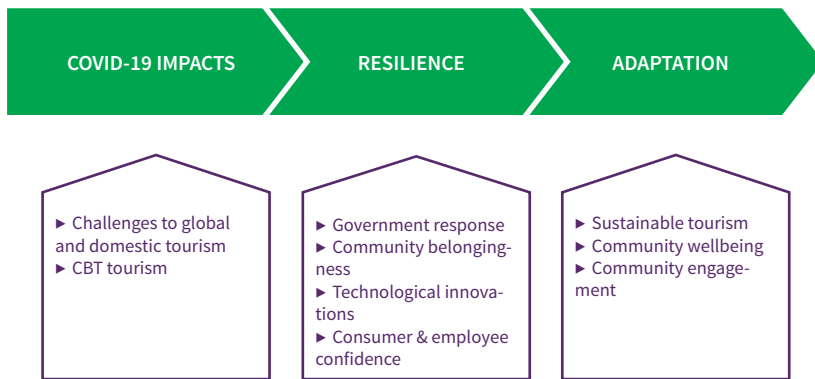 COVID-19 IMPACTS
RESILIENCE
ADAPTATION
► Challenges to global
and domestic tourism
► CBT tourism
► Government response
► Community belonging-
ness
► Technological innova-
tions
► Consumer & employee
confidence
► Sustainable tourism
► Community wellbeing
► Community engage-
ment